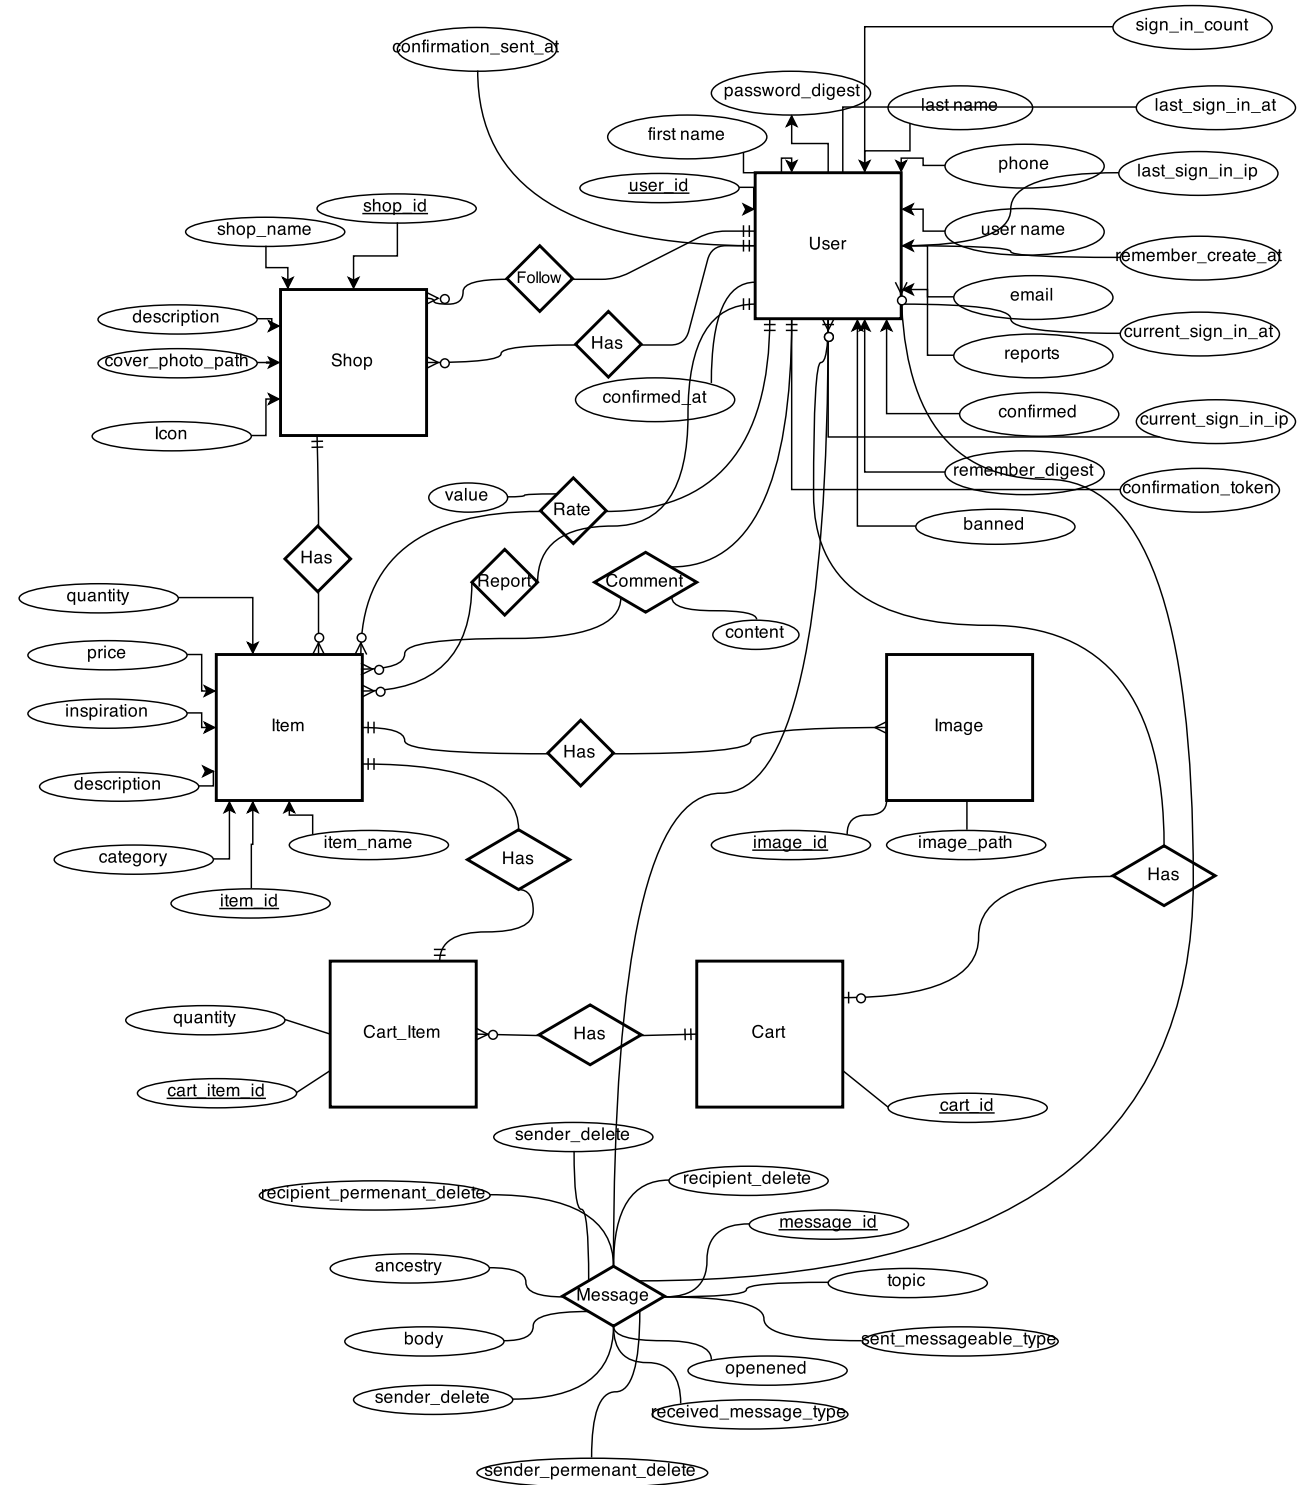 sign_in_count
confirmation_sent_at
password_digest
last name
last_sign_in_at
first name
phone
last_sign_in_ip
user_id
shop_id
shop_name
user name
User
remember_create_at
Follow
email
description
current_sign_in_at
Has
reports
cover_photo_path
Shop
confirmed_at
confirmed
current_sign_in_ip
Icon
remember_digest
confirmation_token
value
Rate
banned
Has
Report
Comment
quantity
content
price
inspiration
Item
Has
Image
description
item_name
image_id
image_path
category
Has
Has
item_id
quantity
Cart_Item
Has
Cart
cart_item_id
cart_id
sender_delete
recipient_delete
recipient_permenant_delete
message_id
ancestry
topic
Message
body
sent_messageable_type
openened
sender_delete
received_message_type
sender_permenant_delete